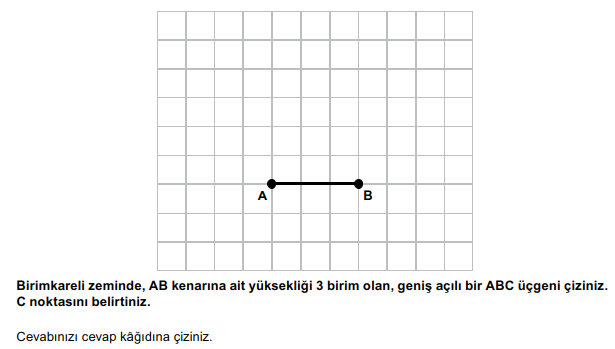 A B
Birimkareli zeminde, AB kenarına ait yüksekliği 3 birim olan, geniş açılı bir ABC üçgeni çiziniz.
C noktasını belirtiniz.
Cevabınızı cevap kâğıdına çiziniz.